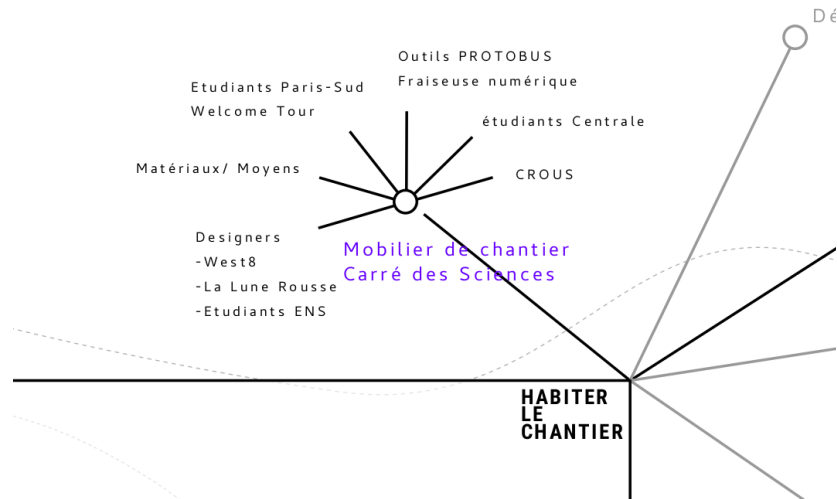 Dé
Outils PROTOBUS
Fraiseuse numérique
Etudiants Paris-Sud
Welcome Tour
étudiants Centrale
Matériaux/ Moyens
CROUS
Designers
-West8
-La Lune Rousse
-Etudiants ENS
Mobilier de chantier
Carré des Sciences
HABITER
LE
CHANTIER